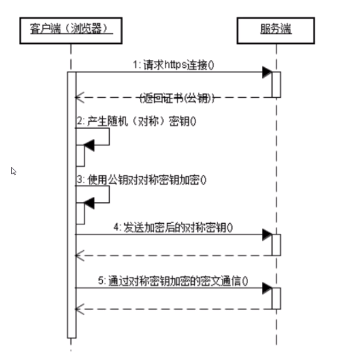 客户端（浏览器）
服务端
1: 请求https连接()
(返回证书(公钥))
2: 产生随机（对称）密钥()
3: 使用公钥对对称密钥加密()
4: 发送加密后的对称密钥()
5: 通过对称密钥加密的密文通信()